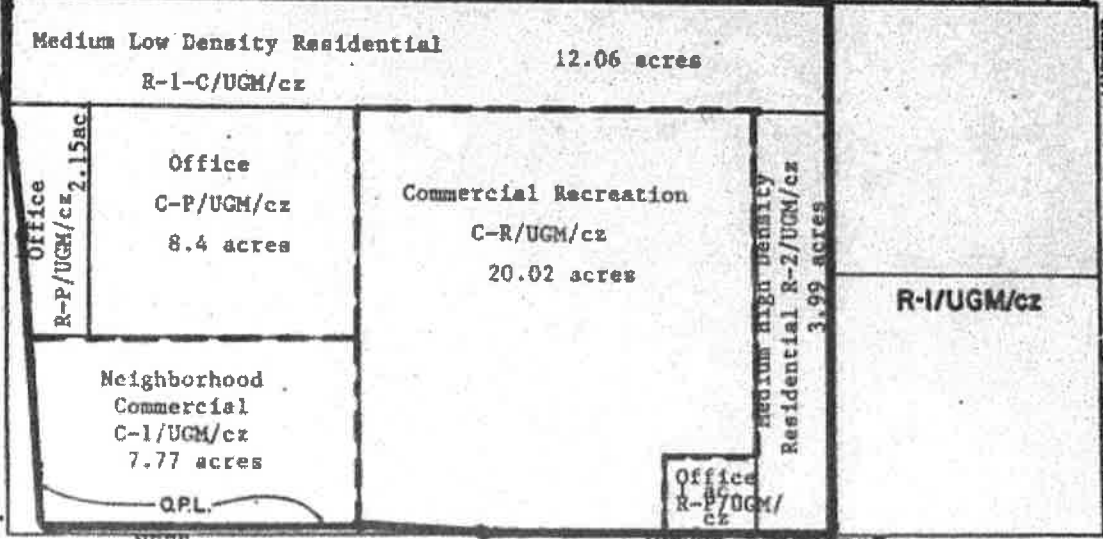 Medium Low Density Residential
R-1-C/UGM/cz
12.06 acres
Office
R-P/UGM/cz
2.15ac
Office
C-P/UGM/cz
8.4 acres
Commercial Recreation
C-R/UGM/cz
20.02 acres
Medium High Density
Residential R-2/UGM/cz
3.99 acres
R-1/UGM/cz
Neighborhood
Commercial
C-1/UGM/cz
7.77 acres
O.P.L.
Office
1 ac
R-P/UGM/
cz